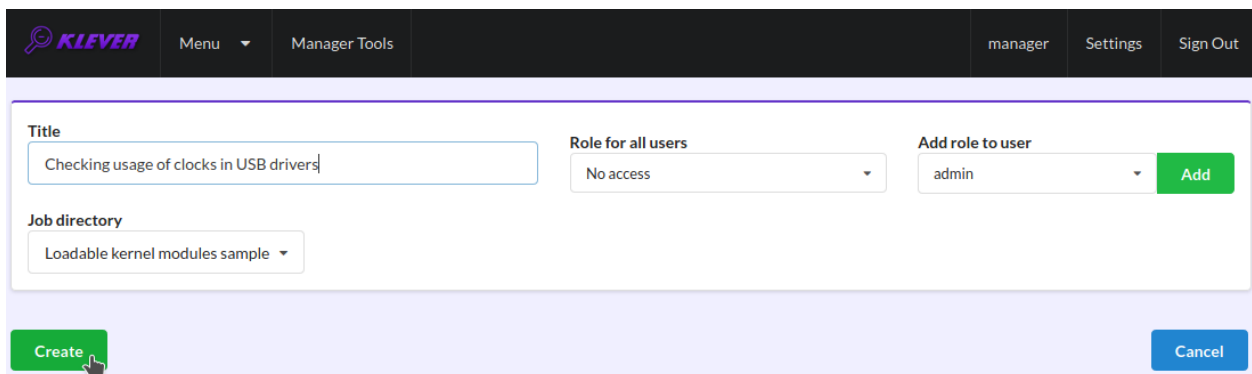 KLEVER Menu Manager Tools manager Settings Sign Out
Title
Checking usage of clocks in USB drivers
Role for all users
No access
Add role to user
admin
Add
Job directory
Loadable kernel modules sample
Create
Cancel